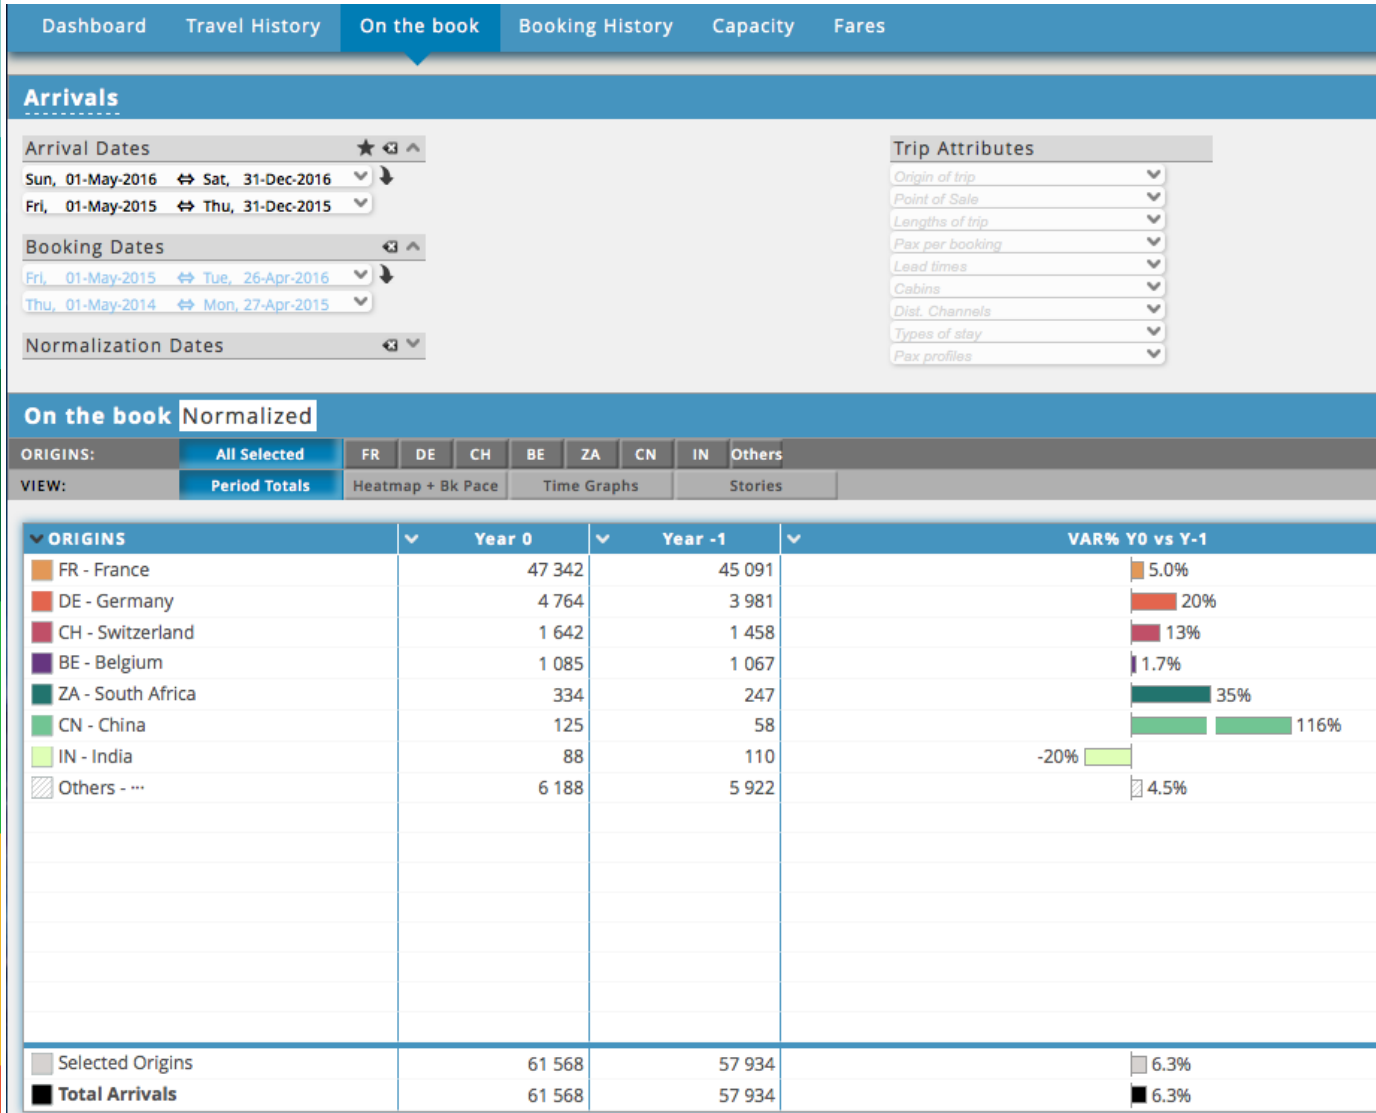 Dashboard Travel History On the book Booking History Capacity Fares
Arrivals
Arrival Dates
Sun, 01-May-2016 ⇔ Sat, 31-Dec-2016
Fri, 01-May-2015 ⇔ Thu, 31-Dec-2015
Booking Dates
Fri, 01-May-2015 ⇔ Tue, 26-Apr-2016
Thu, 01-May-2014 ⇔ Mon, 27-Apr-2015
Normalization Dates
Trip Attributes
Origin of trip
Point of Sale
Lengths of trip
Pax per booking
Lead times
Cabins
Dist. Channels
Types of stay
Pax profiles
On the book Normalized
ORIGINS: All Selected FR DE CH BE ZA CN IN Others
VIEW: Period Totals Heatmap + Bk Pace Time Graphs Stories
ORIGINS Year 0 Year -1 VAR% Y0 vs Y-1
FR - France 47 342 45 091 5.0%
DE - Germany 4 764 3 981 20%
CH - Switzerland 1 642 1 458 13%
BE - Belgium 1 085 1 067 1.7%
ZA - South Africa 334 247 35%
CN - China 125 58 116%
IN - India 88 110 -20%
Others - ··· 6 188 5 922 4.5%
Selected Origins 61 568 57 934 6.3%
Total Arrivals 61 568 57 934 6.3%